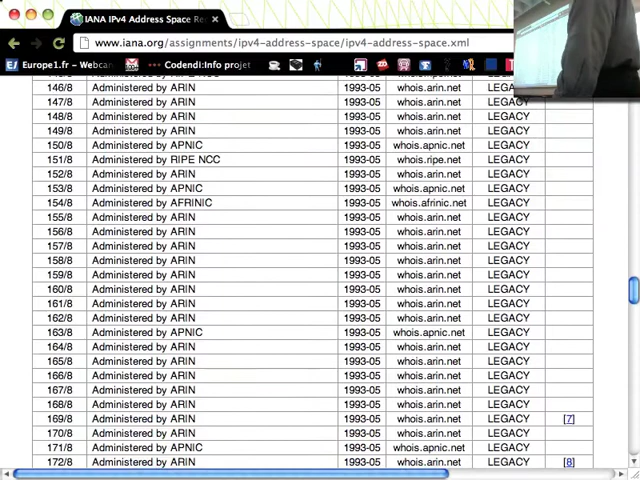 IANA IPv4 Address Space Re
www.iana.org/assignments/ipv4-address-space/ipv4-address-space.xml
Europe1.fr – Webcam Codendi:Info projet
146/8 Administered by ARIN 1993-05 whois.arin.net LEGACY
147/8 Administered by ARIN 1993-05 whois.arin.net LEGACY
148/8 Administered by ARIN 1993-05 whois.arin.net LEGACY
149/8 Administered by ARIN 1993-05 whois.arin.net LEGACY
150/8 Administered by APNIC 1993-05 whois.apnic.net LEGACY
151/8 Administered by RIPE NCC 1993-05 whois.ripe.net LEGACY
152/8 Administered by ARIN 1993-05 whois.arin.net LEGACY
153/8 Administered by APNIC 1993-05 whois.apnic.net LEGACY
154/8 Administered by AFRINIC 1993-05 whois.afrinic.net LEGACY
155/8 Administered by ARIN 1993-05 whois.arin.net LEGACY
156/8 Administered by ARIN 1993-05 whois.arin.net LEGACY
157/8 Administered by ARIN 1993-05 whois.arin.net LEGACY
158/8 Administered by ARIN 1993-05 whois.arin.net LEGACY
159/8 Administered by ARIN 1993-05 whois.arin.net LEGACY
160/8 Administered by ARIN 1993-05 whois.arin.net LEGACY
161/8 Administered by ARIN 1993-05 whois.arin.net LEGACY
162/8 Administered by ARIN 1993-05 whois.arin.net LEGACY
163/8 Administered by APNIC 1993-05 whois.apnic.net LEGACY
164/8 Administered by ARIN 1993-05 whois.arin.net LEGACY
165/8 Administered by ARIN 1993-05 whois.arin.net LEGACY
166/8 Administered by ARIN 1993-05 whois.arin.net LEGACY
167/8 Administered by ARIN 1993-05 whois.arin.net LEGACY
168/8 Administered by ARIN 1993-05 whois.arin.net LEGACY
169/8 Administered by ARIN 1993-05 whois.arin.net LEGACY [7]
170/8 Administered by ARIN 1993-05 whois.arin.net LEGACY
171/8 Administered by APNIC 1993-05 whois.apnic.net LEGACY
172/8 Administered by ARIN 1993-05 whois.arin.net LEGACY [8]